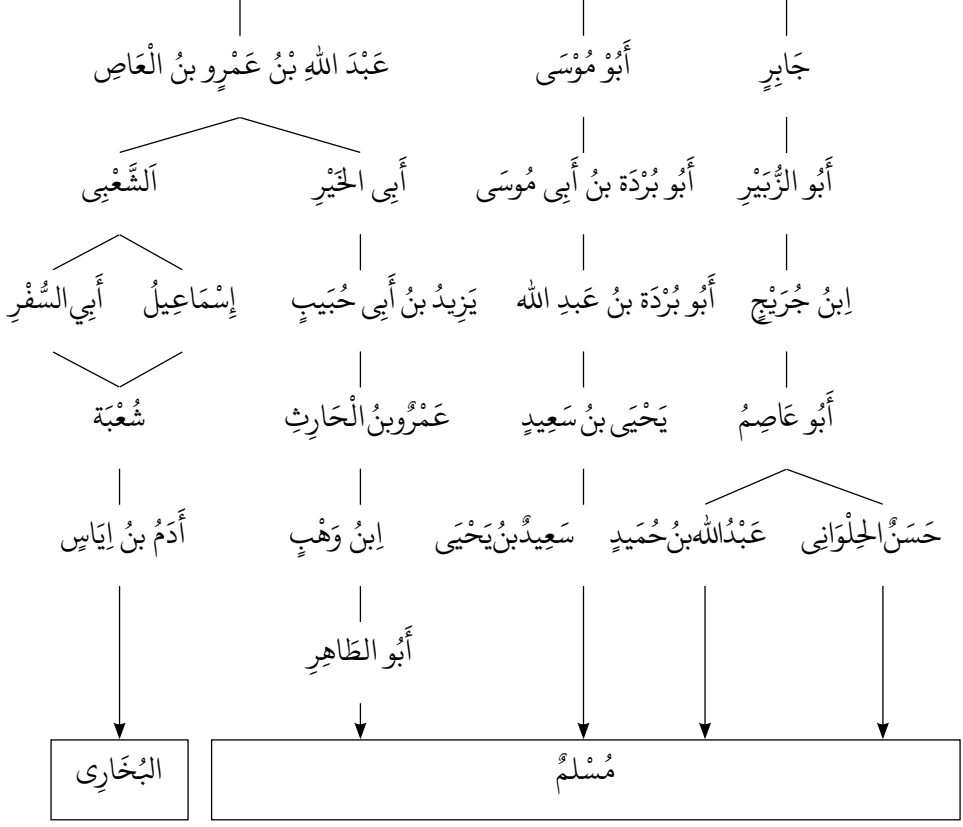 جَابِرٍ أَبُوْ مُوْسَى عَبْدَ اللهِ بْنُ عَمْرٍو بنُ الْعَاصِ
أَبُو الزُّبَيْرِ أَبُو بُرْدَة بنُ أَبِى مُوسَى أَبِى الخَيْرِ اَلشَّعْبِى
اِبنُ جُرَيْجٍ أَبُو بُرْدَة بنُ عَبدِ الله يَزِيدُ بنُ أَبِى حُبَيبٍ إِسْمَاعِيلُ أَبِي السُّفْرِ
أَبُو عَاصِمُ يَحْيَى بنُ سَعِيدٍ عَمْرٌوبنُ الْحَارِثِ شُعْبَة
حَسَنٌ الحِلْوَانِى عَبْدُالله بنُ حُمَيدٍ سَعِيدٌ بنُ يَحْيَى اِبنُ وَهْبٍ أَدَمُ بنُ اِيَاسٍ
أَبُو الطَاهِرِ
مُسْلمٌ البُخَارِى